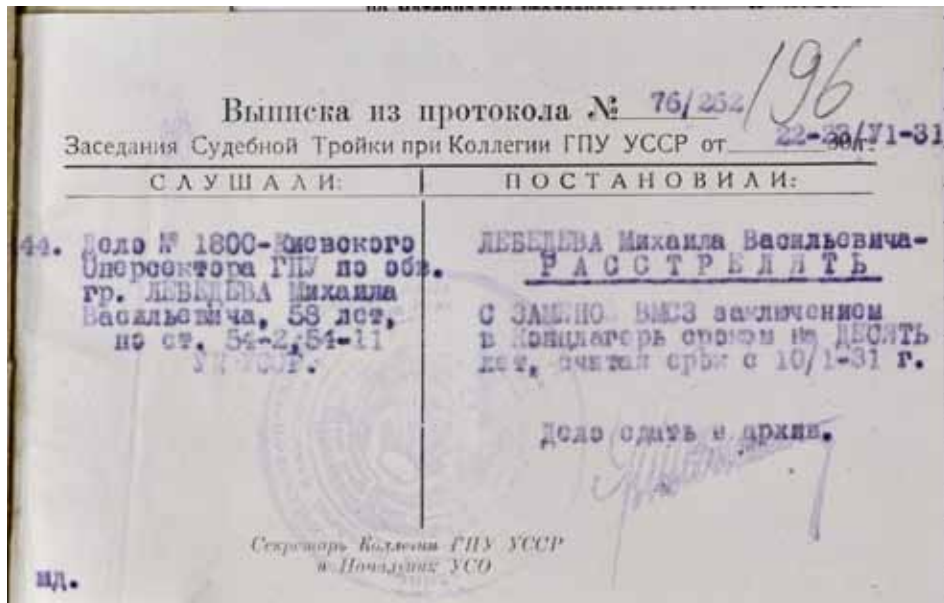 196
Выписка из протокола № 76/262
Заседания Судебной Тройки при Коллегии ГПУ УССР от 22-23/У1-31
СЛУШАЛИ:
44. Дело № 1800-Киевского
Оперсектора ГПУ по обв.
гр. ЛЕБЕДЕВА Михаила
Васильевича, 58 лет,
по ст. 54-2,54-11
УК УССР.
ПОСТАНОВИЛИ:
ЛЕБЕДЕВА Михаила Васильевича-
РАССТРЕЛЯТЬ
С ЗАМЕНО ВМСЗ заключением
в Концлагерь сроком на ДЕСЯТЬ
лет, считая срок с 10/1-31 г.
Дело сдать в архив.
Секретарь Коллегии ГПУ УССР
и Начальник УСО
шд.